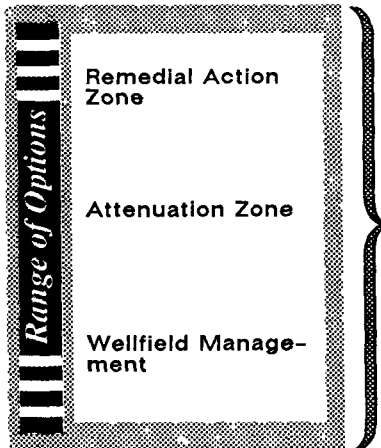 Range of Options
Remedial Action
Zone
Attenuation Zone
Wellfield Manage-
ment